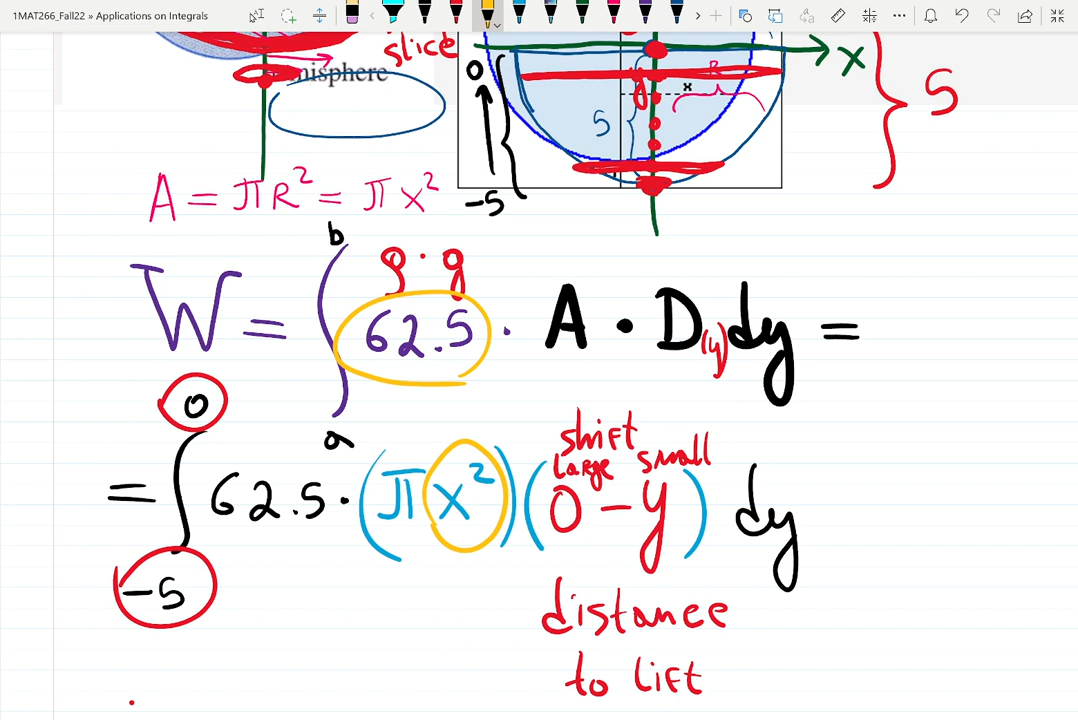 1MAT266_Fall22 » Applications on Integrals
slice
misphere
0
-5
y
5
x
R
X
5
A = πR² = πx²
b
ρ · g
W = ∫ 62.5 · A · D(y) dy =
a
0
shift
large small
= ∫ 62.5 · (πx²)(0 - y) dy
-5
distance
to lift